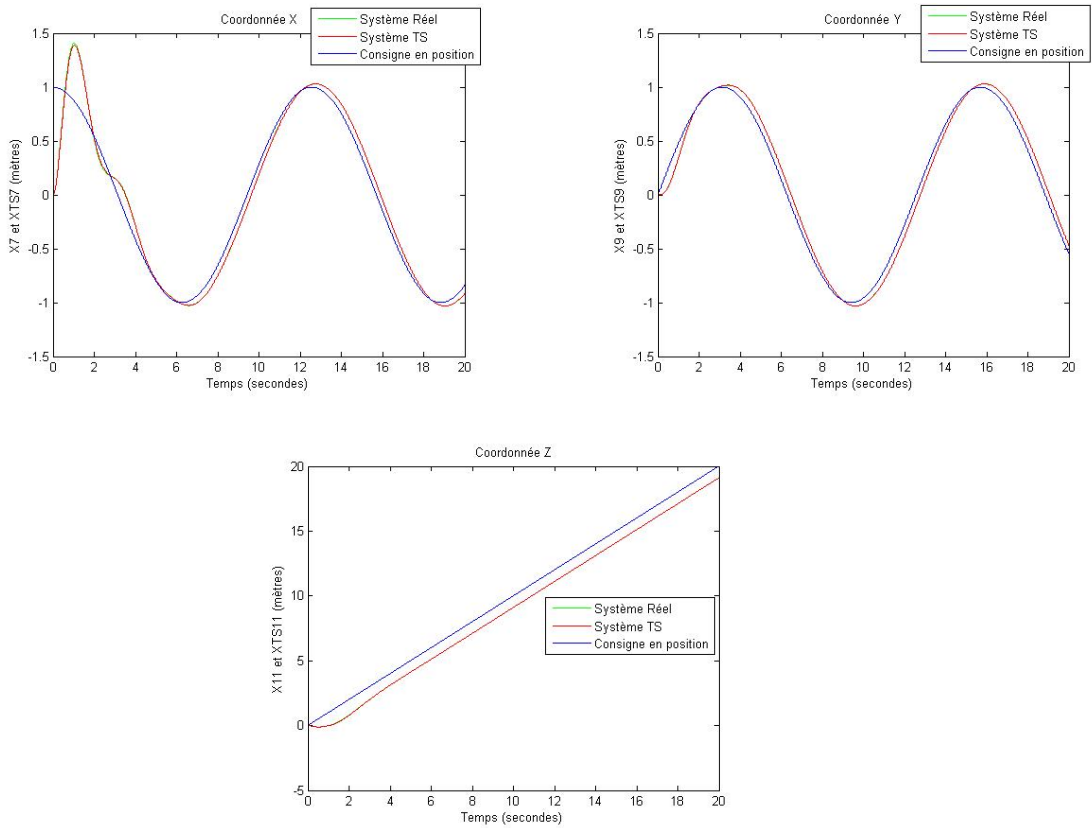 Coordonnée X
Système Réel
Système TS
Consigne en position
1.5
1
0.5
0
-0.5
-1
-1.5
X7 et XTS7 (mètres)
0 2 4 6 8 10 12 14 16 18 20
Temps (secondes)
Coordonnée Y
Système Réel
Système TS
Consigne en position
1.5
1
0.5
0
-0.5
-1
-1.5
X9 et XTS9 (mètres)
0 2 4 6 8 10 12 14 16 18 20
Temps (secondes)
Coordonnée Z
20
15
10
5
0
-5
X11 et XTS11 (mètres)
Système Réel
Système TS
Consigne en position
0 2 4 6 8 10 12 14 16 18 20
Temps (secondes)